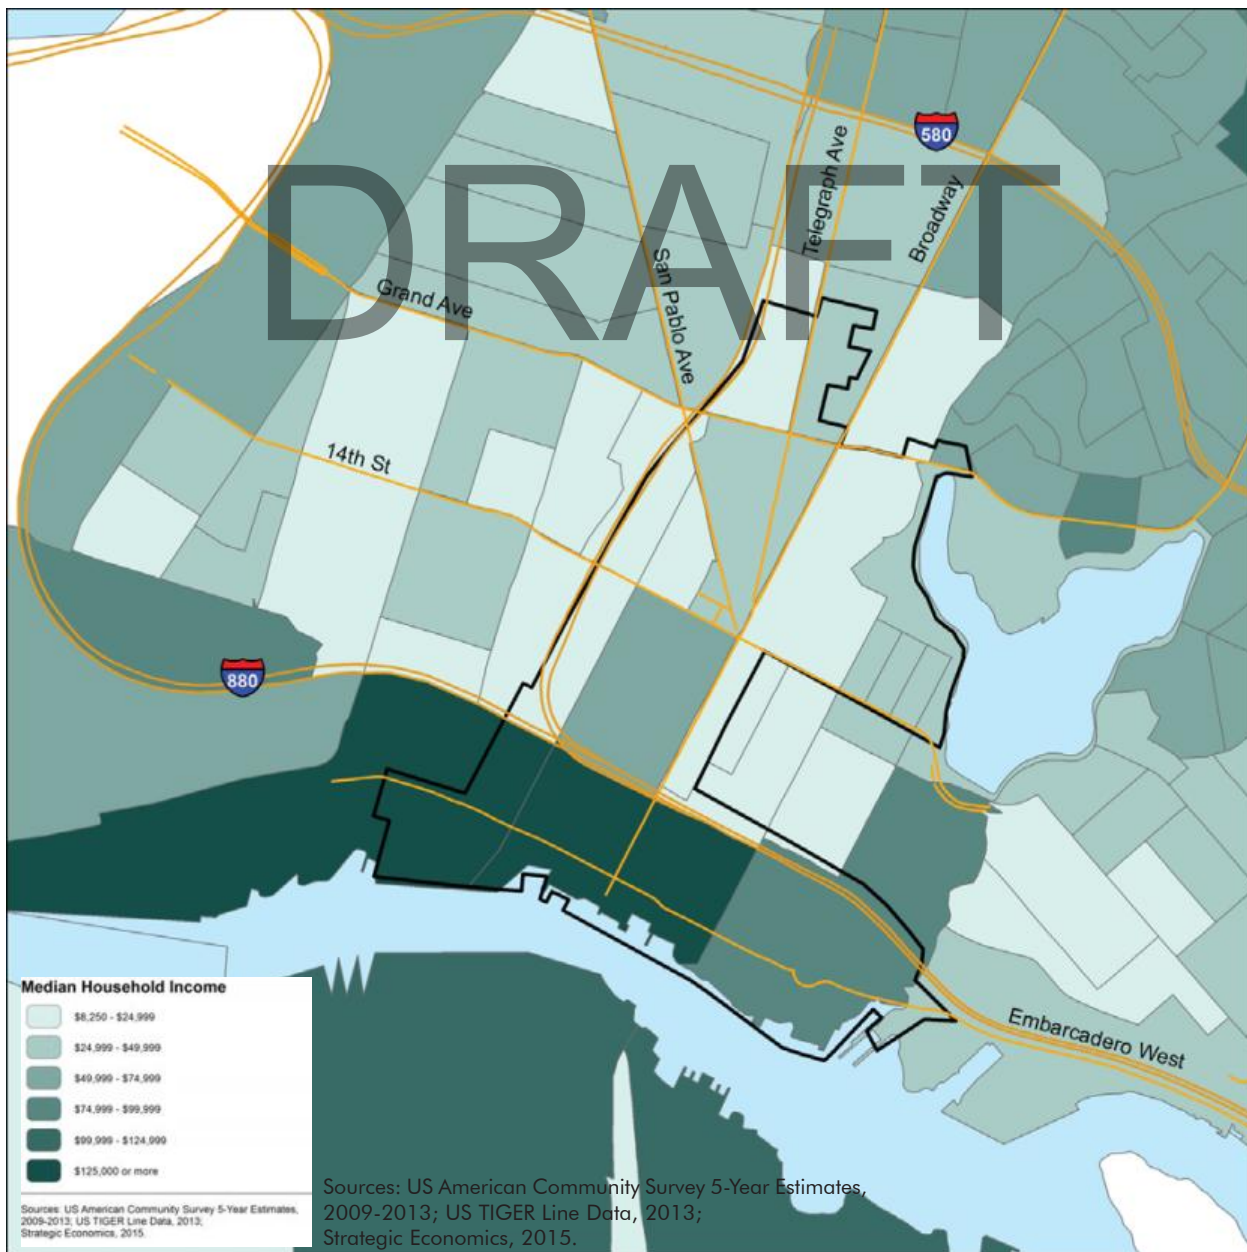 580
Telegraph Ave
Broadway
DRAFT
San Pablo Ave
Grand Ave
14th St
880
Embarcadero West
Median Household Income
$8,250 - $24,999
$24,999 - $49,999
$49,999 - $74,999
$74,999 - $99,999
$99,999 - $124,999
$125,000 or more
Sources: US American Community Survey 5-Year Estimates,
2009-2013; US TIGER Line Data, 2013;
Strategic Economics, 2015.
Sources: US American Community Survey 5-Year Estimates,
2009-2013; US TIGER Line Data, 2013;
Strategic Economics, 2015.